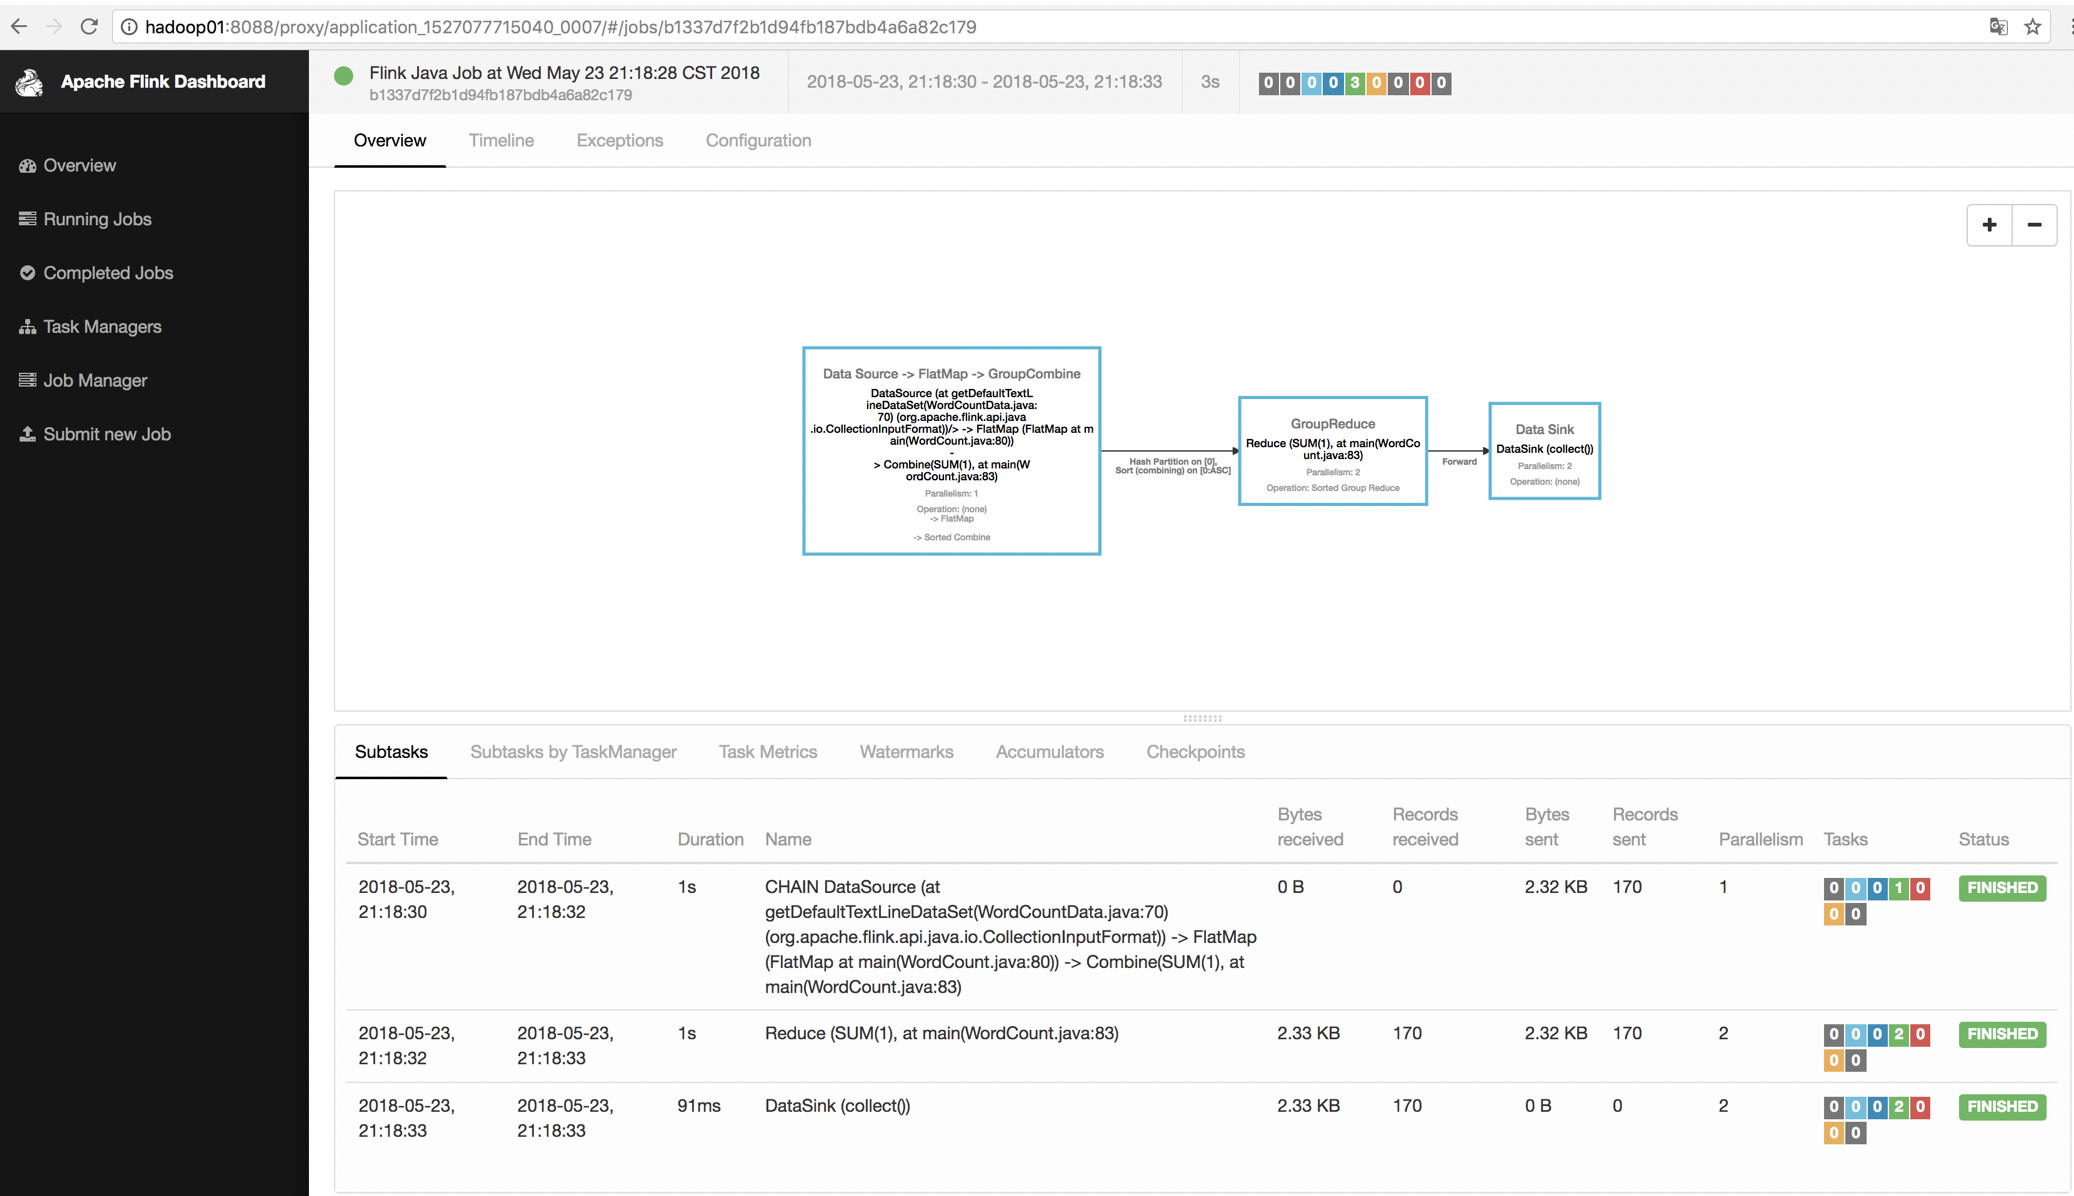 hadoop01:8088/proxy/application_1527077715040_0007/#/jobs/b1337d7f2b1d94fb187bdb4a6a82c179
Apache Flink Dashboard
Flink Java Job at Wed May 23 21:18:28 CST 2018
b1337d7f2b1d94fb187bdb4a6a82c179
2018-05-23, 21:18:30 - 2018-05-23, 21:18:33
3s
0 0 0 0 3 0 0 0 0
Overview
Running Jobs
Completed Jobs
Task Managers
Job Manager
Submit new Job
Overview Timeline Exceptions Configuration
+ −
Data Source -> FlatMap -> GroupCombine
DataSource (at getDefaultTextL
ineDataSet(WordCountData.java:
70) (org.apache.flink.api.java
.io.CollectionInputFormat))/> -> FlatMap (FlatMap at m
ain(WordCount.java:80))
-
> Combine(SUM(1), at main(W
ordCount.java:83)
Parallelism: 1
Operation: (none)
-> FlatMap
-> Sorted Combine
Hash Partition on [0],
Sort (combining) on [0:ASC]
GroupReduce
Reduce (SUM(1), at main(WordCo
unt.java:83)
Parallelism: 2
Operation: Sorted Group Reduce
Forward
Data Sink
DataSink (collect())
Parallelism: 2
Operation: (none)
Subtasks Subtasks by TaskManager Task Metrics Watermarks Accumulators Checkpoints
Start Time End Time Duration Name Bytes received Records received Bytes sent Records sent Parallelism Tasks Status
2018-05-23, 21:18:30
2018-05-23, 21:18:32
1s
CHAIN DataSource (at
getDefaultTextLineDataSet(WordCountData.java:70)
(org.apache.flink.api.java.io.CollectionInputFormat)) -> FlatMap
(FlatMap at main(WordCount.java:80)) -> Combine(SUM(1), at
main(WordCount.java:83)
0 B 0 2.32 KB 170 1
0 0 0 1 0
0 0
FINISHED
2018-05-23, 21:18:32
2018-05-23, 21:18:33
1s
Reduce (SUM(1), at main(WordCount.java:83)
2.33 KB 170 2.32 KB 170 2
0 0 0 2 0
0 0
FINISHED
2018-05-23, 21:18:33
2018-05-23, 21:18:33
91ms
DataSink (collect())
2.33 KB 170 0 B 0 2
0 0 0 2 0
0 0
FINISHED